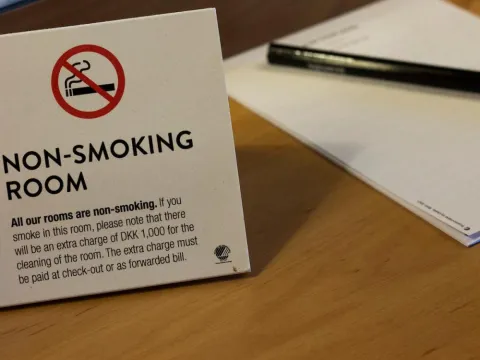 NON-SMOKING
ROOM
All our rooms are non-smoking. If you
smoke in this room, please note that there
will be an extra charge of DKK 1,000 for the
cleaning of the room. The extra charge must
be paid at check-out or as forwarded bill.